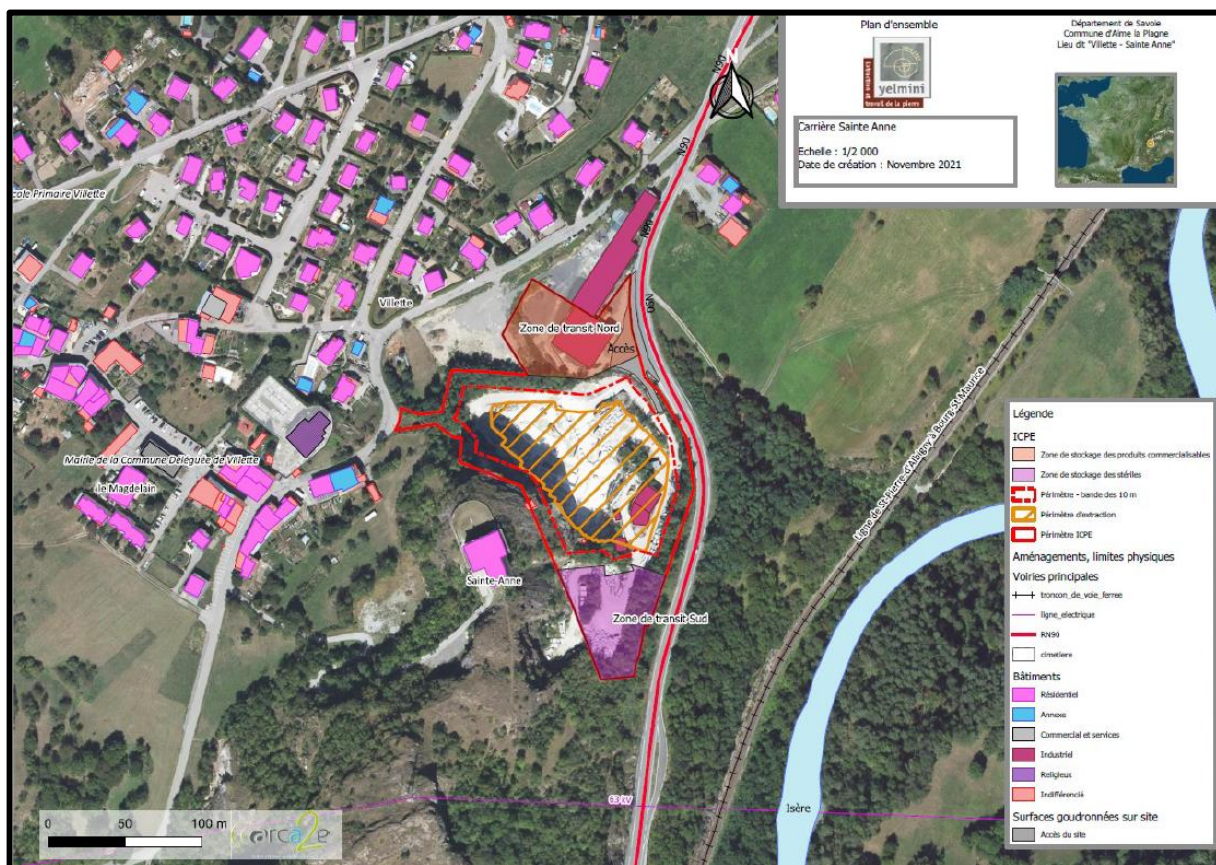 Plan d'ensemble
yelmini
travail de la pierre
Carrière Sainte Anne
Echelle : 1/2 000
Date de création : Novembre 2021
Département de Savoie
Commune d'Aime la Plagne
Lieu dt "Villette - Sainte Anne"
N90
N90
N90
N90
cole Primaire Villette
Villette
Zone de transit Nord
Accès
Mairie de la Commune Déléguée de Villette
île Magdelain
Sainte-Anne
Zone de transit Sud
Ligne de St-Pierre-d'Albigny à Bourg-St-Maurice
63 kV
Isère
Légende
ICPE
Zone de stockage des produits commercialisables
Zone de stockage des stériles
Périmètre - bande des 10 m
Périmètre d'extraction
Périmètre ICPE
Aménagements, limites physiques
Voiries principales
troncon_de_voie_ferree
ligne_electrique
RN90
cimetiere
Bâtiments
Résidentiel
Annexe
Commercial et services
Industriel
Religieux
Indifférencié
Surfaces goudronnées sur site
Accès du site
0 50 100 m
arca2e